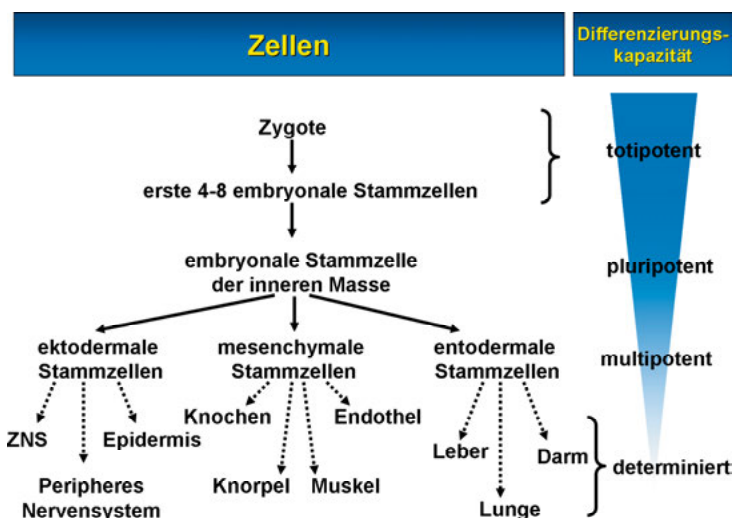 Zellen
Differenzierungs-
kapazität
Zygote
totipotent
erste 4-8 embryonale Stammzellen
embryonale Stammzelle
der inneren Masse
pluripotent
ektodermale
Stammzellen
mesenchymale
Stammzellen
entodermale
Stammzellen
multipotent
ZNS
Epidermis
Peripheres
Nervensystem
Knochen
Endothel
Knorpel
Muskel
Leber
Darm
Lunge
determiniert